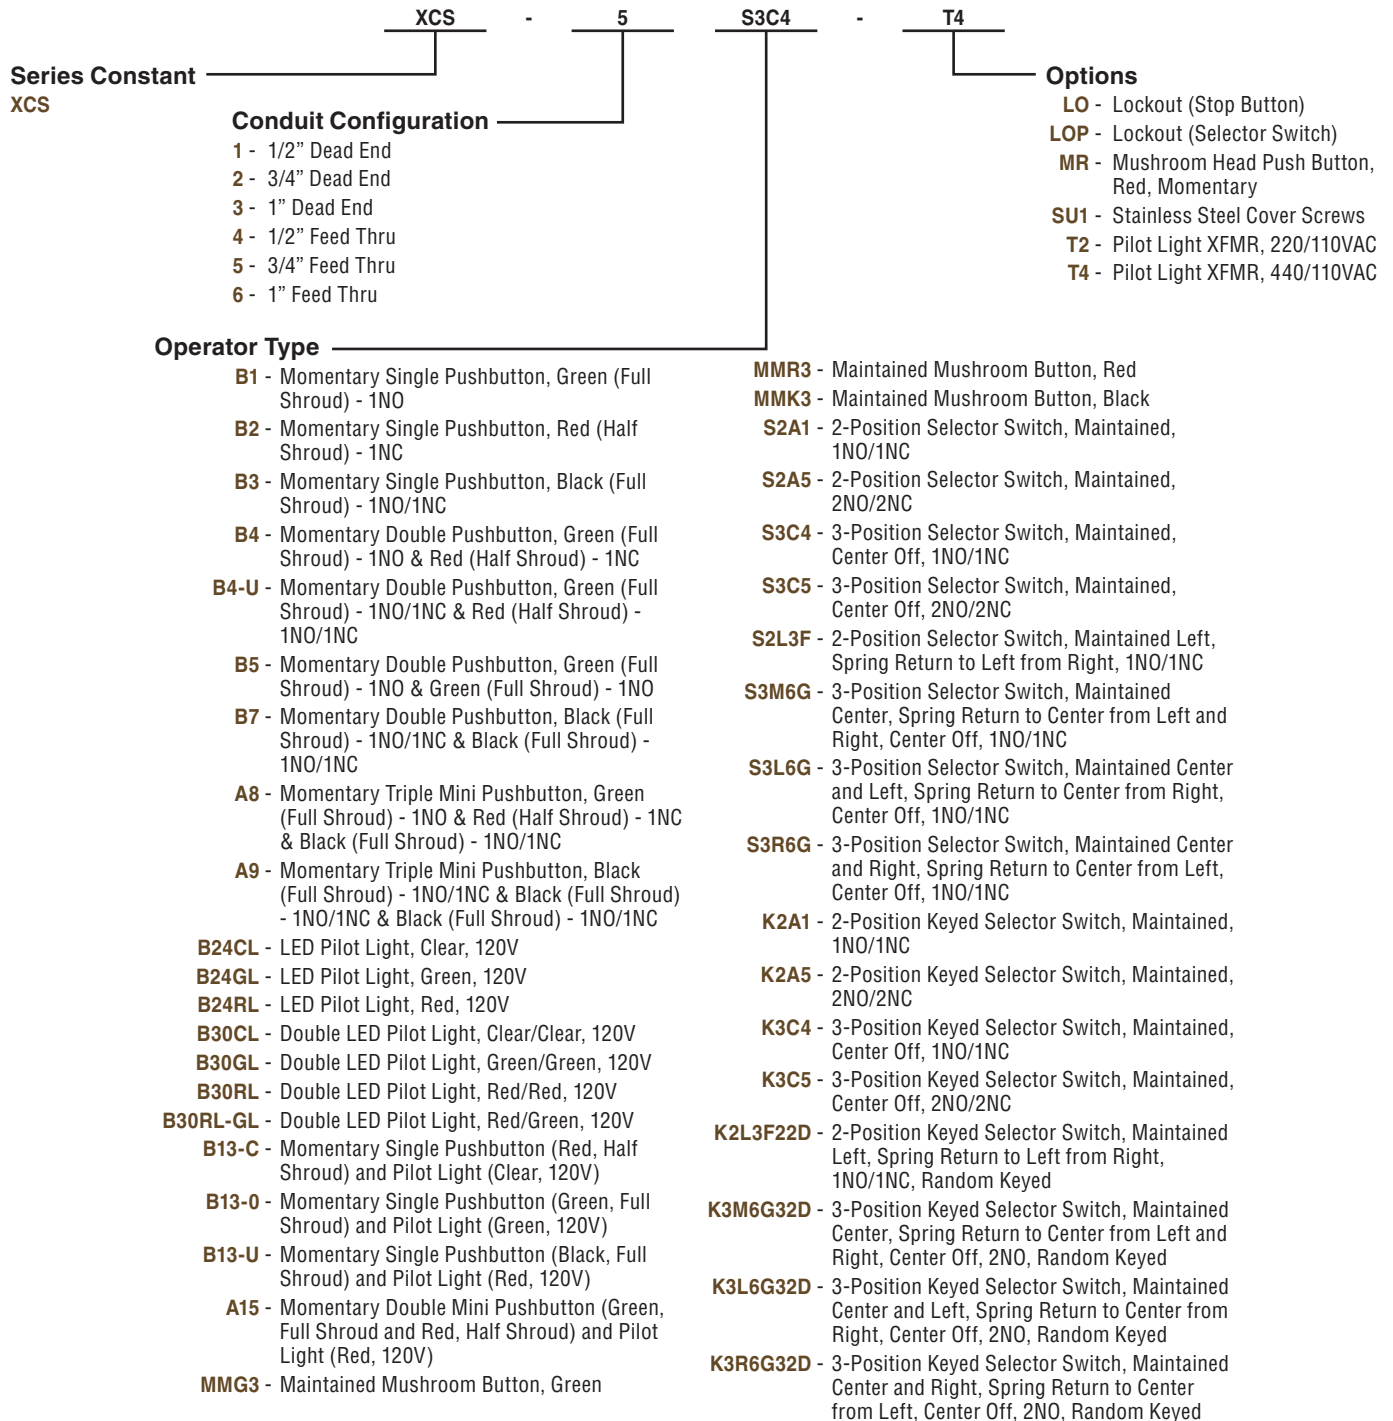 XCS - 5 S3C4 - T4
Series Constant
XCS
Conduit Configuration
1 - 1/2” Dead End
2 - 3/4” Dead End
3 - 1” Dead End
4 - 1/2” Feed Thru
5 - 3/4” Feed Thru
6 - 1” Feed Thru
Options
LO - Lockout (Stop Button)
LOP - Lockout (Selector Switch)
MR - Mushroom Head Push Button,
Red, Momentary
SU1 - Stainless Steel Cover Screws
T2 - Pilot Light XFMR, 220/110VAC
T4 - Pilot Light XFMR, 440/110VAC
Operator Type
B1 - Momentary Single Pushbutton, Green (Full
Shroud) - 1NO
B2 - Momentary Single Pushbutton, Red (Half
Shroud) - 1NC
B3 - Momentary Single Pushbutton, Black (Full
Shroud) - 1NO/1NC
B4 - Momentary Double Pushbutton, Green (Full
Shroud) - 1NO & Red (Half Shroud) - 1NC
B4-U - Momentary Double Pushbutton, Green (Full
Shroud) - 1NO/1NC & Red (Half Shroud) -
1NO/1NC
B5 - Momentary Double Pushbutton, Green (Full
Shroud) - 1NO & Green (Full Shroud) - 1NO
B7 - Momentary Double Pushbutton, Black (Full
Shroud) - 1NO/1NC & Black (Full Shroud) -
1NO/1NC
A8 - Momentary Triple Mini Pushbutton, Green
(Full Shroud) - 1NO & Red (Half Shroud) - 1NC
& Black (Full Shroud) - 1NO/1NC
A9 - Momentary Triple Mini Pushbutton, Black
(Full Shroud) - 1NO/1NC & Black (Full Shroud)
- 1NO/1NC & Black (Full Shroud) - 1NO/1NC
B24CL - LED Pilot Light, Clear, 120V
B24GL - LED Pilot Light, Green, 120V
B24RL - LED Pilot Light, Red, 120V
B30CL - Double LED Pilot Light, Clear/Clear, 120V
B30GL - Double LED Pilot Light, Green/Green, 120V
B30RL - Double LED Pilot Light, Red/Red, 120V
B30RL-GL - Double LED Pilot Light, Red/Green, 120V
B13-C - Momentary Single Pushbutton (Red, Half
Shroud) and Pilot Light (Clear, 120V)
B13-0 - Momentary Single Pushbutton (Green, Full
Shroud) and Pilot Light (Green, 120V)
B13-U - Momentary Single Pushbutton (Black, Full
Shroud) and Pilot Light (Red, 120V)
A15 - Momentary Double Mini Pushbutton (Green,
Full Shroud and Red, Half Shroud) and Pilot
Light (Red, 120V)
MMG3 - Maintained Mushroom Button, Green
MMR3 - Maintained Mushroom Button, Red
MMK3 - Maintained Mushroom Button, Black
S2A1 - 2-Position Selector Switch, Maintained,
1NO/1NC
S2A5 - 2-Position Selector Switch, Maintained,
2NO/2NC
S3C4 - 3-Position Selector Switch, Maintained,
Center Off, 1NO/1NC
S3C5 - 3-Position Selector Switch, Maintained,
Center Off, 2NO/2NC
S2L3F - 2-Position Selector Switch, Maintained Left,
Spring Return to Left from Right, 1NO/1NC
S3M6G - 3-Position Selector Switch, Maintained
Center, Spring Return to Center from Left and
Right, Center Off, 1NO/1NC
S3L6G - 3-Position Selector Switch, Maintained Center
and Left, Spring Return to Center from Right,
Center Off, 1NO/1NC
S3R6G - 3-Position Selector Switch, Maintained Center
and Right, Spring Return to Center from Left,
Center Off, 1NO/1NC
K2A1 - 2-Position Keyed Selector Switch, Maintained,
1NO/1NC
K2A5 - 2-Position Keyed Selector Switch, Maintained,
2NO/2NC
K3C4 - 3-Position Keyed Selector Switch, Maintained,
Center Off, 1NO/1NC
K3C5 - 3-Position Keyed Selector Switch, Maintained,
Center Off, 2NO/2NC
K2L3F22D - 2-Position Keyed Selector Switch, Maintained
Left, Spring Return to Left from Right,
1NO/1NC, Random Keyed
K3M6G32D - 3-Position Keyed Selector Switch, Maintained
Center, Spring Return to Center from Left and
Right, Center Off, 2NO, Random Keyed
K3L6G32D - 3-Position Keyed Selector Switch, Maintained
Center and Left, Spring Return to Center from
Right, Center Off, 2NO, Random Keyed
K3R6G32D - 3-Position Keyed Selector Switch, Maintained
Center and Right, Spring Return to Center
from Left, Center Off, 2NO, Random Keyed